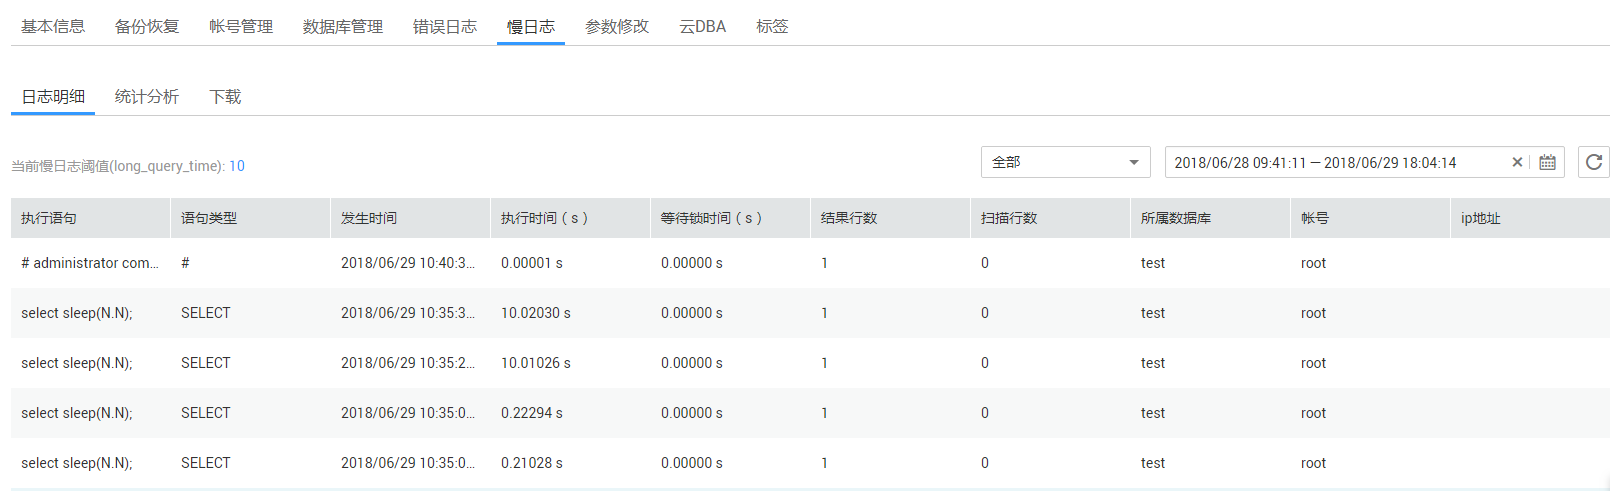 基本信息 备份恢复 帐号管理 数据库管理 错误日志 慢日志 参数修改 云DBA 标签
日志明细 统计分析 下载
当前慢日志阈值(long_query_time): 10 全部 2018/06/28 09:41:11 – 2018/06/29 18:04:14
执行语句 语句类型 发生时间 执行时间（s） 等待锁时间（s） 结果行数 扫描行数 所属数据库 帐号 ip地址
# administrator com... # 2018/06/29 10:40:3... 0.00001 s 0.00000 s 1 0 test root
select sleep(N.N); SELECT 2018/06/29 10:35:3... 10.02030 s 0.00000 s 1 0 test root
select sleep(N.N); SELECT 2018/06/29 10:35:2... 10.01026 s 0.00000 s 1 0 test root
select sleep(N.N); SELECT 2018/06/29 10:35:0... 0.22294 s 0.00000 s 1 0 test root
select sleep(N.N); SELECT 2018/06/29 10:35:0... 0.21028 s 0.00000 s 1 0 test root